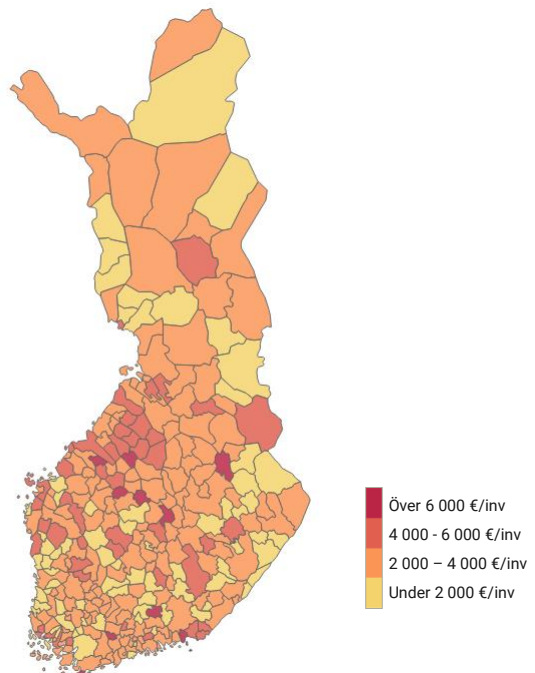 Över 6 000 €/inv
4 000 - 6 000 €/inv
2 000 – 4 000 €/inv
Under 2 000 €/inv